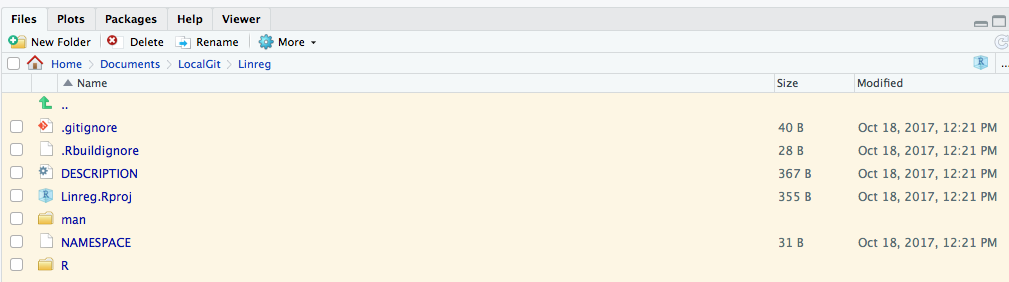 Files Plots Packages Help Viewer
New Folder Delete Rename More
Home Documents LocalGit Linreg R ...
Name Size Modified
..
.gitignore 40 B Oct 18, 2017, 12:21 PM
.Rbuildignore 28 B Oct 18, 2017, 12:21 PM
DESCRIPTION 367 B Oct 18, 2017, 12:21 PM
R Linreg.Rproj 355 B Oct 18, 2017, 12:21 PM
man
NAMESPACE 31 B Oct 18, 2017, 12:21 PM
R